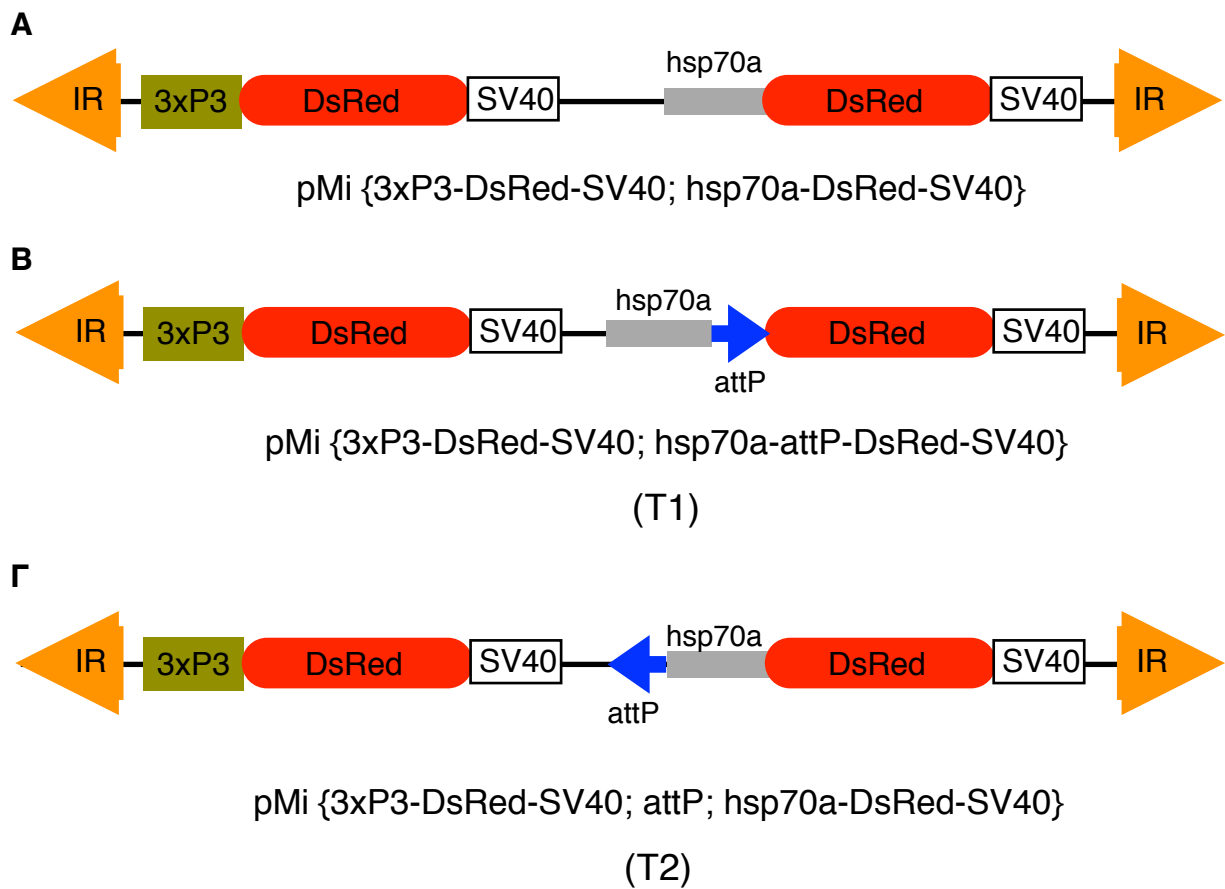 Α
hsp70a
IR 3xP3 DsRed SV40 DsRed SV40 IR
pMi {3xP3-DsRed-SV40; hsp70a-DsRed-SV40}
Β
hsp70a
IR 3xP3 DsRed SV40 DsRed SV40 IR
attP
pMi {3xP3-DsRed-SV40; hsp70a-attP-DsRed-SV40}
(T1)
Γ
hsp70a
IR 3xP3 DsRed SV40 DsRed SV40 IR
attP
pMi {3xP3-DsRed-SV40; attP; hsp70a-DsRed-SV40}
(T2)